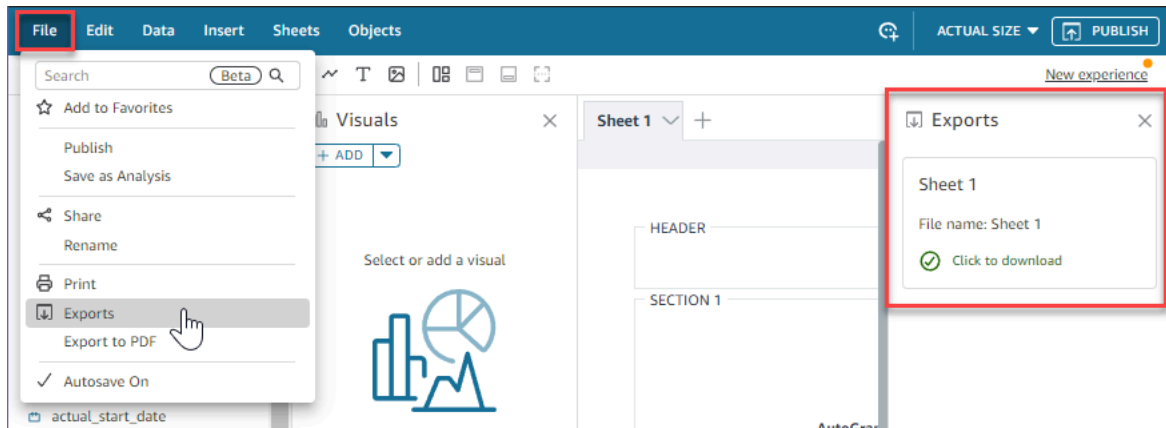 File Edit Data Insert Sheets Objects ACTUAL SIZE PUBLISH
Search Beta
New experience
Add to Favorites
Publish
Save as Analysis
Share
Rename
Print
Exports
Export to PDF
Autosave On
actual_start_date
Visuals
+ ADD
Select or add a visual
Sheet 1
HEADER
SECTION 1
Exports
Sheet 1
File name: Sheet 1
Click to download